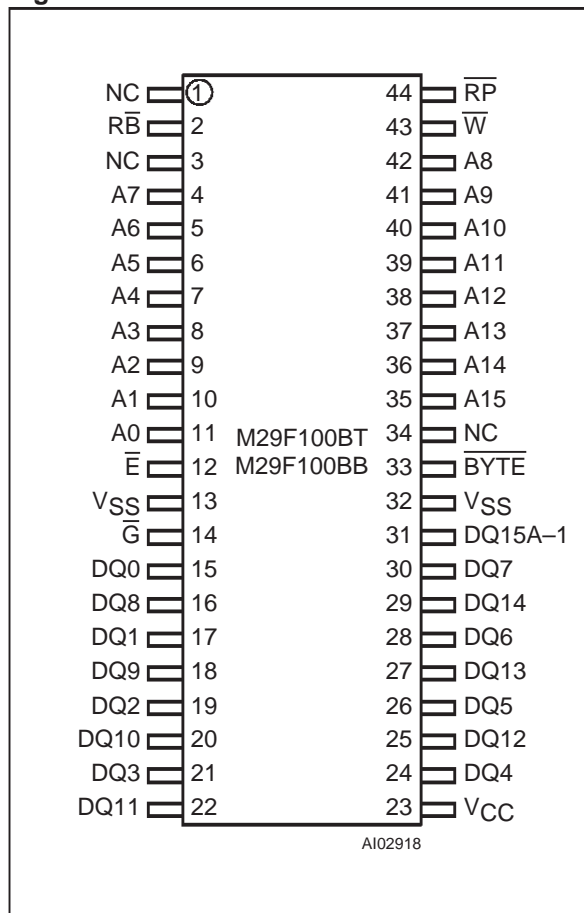 NC 1 44 R̅P̅
RB̅ 2 43 W̅
NC 3 42 A8
A7 4 41 A9
A6 5 40 A10
A5 6 39 A11
A4 7 38 A12
A3 8 37 A13
A2 9 36 A14
A1 10 35 A15
A0 11 M29F100BT 34 NC
E̅ 12 M29F100BB 33 B̅Y̅T̅E̅
VSS 13 32 VSS
G̅ 14 31 DQ15A–1
DQ0 15 30 DQ7
DQ8 16 29 DQ14
DQ1 17 28 DQ6
DQ9 18 27 DQ13
DQ2 19 26 DQ5
DQ10 20 25 DQ12
DQ3 21 24 DQ4
DQ11 22 23 VCC
AI02918